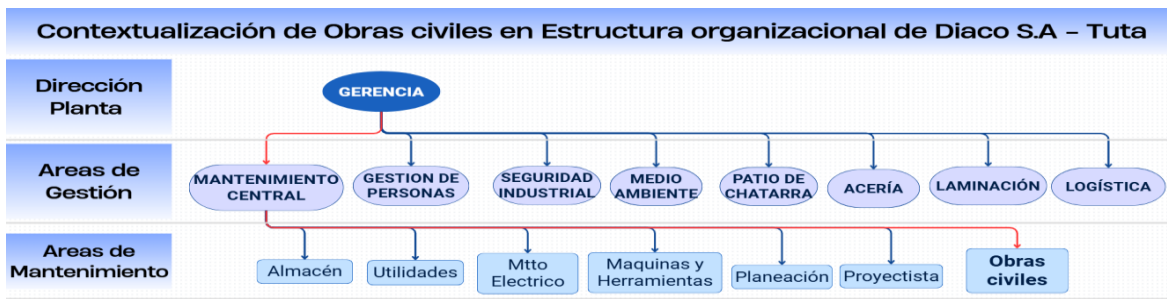 Contextualización de Obras civiles en Estructura organizacional de Diaco S.A – Tuta
Dirección
Planta
GERENCIA
Areas de
Gestión
MANTENIMIENTO
CENTRAL
GESTION DE
PERSONAS
SEGURIDAD
INDUSTRIAL
MEDIO
AMBIENTE
PATIO DE
CHATARRA
ACERÍA
LAMINACIÓN
LOGÍSTICA
Areas de
Mantenimiento
Almacén
Utilidades
Mtto
Electrico
Maquinas y
Herramientas
Planeación
Proyectista
Obras
civiles